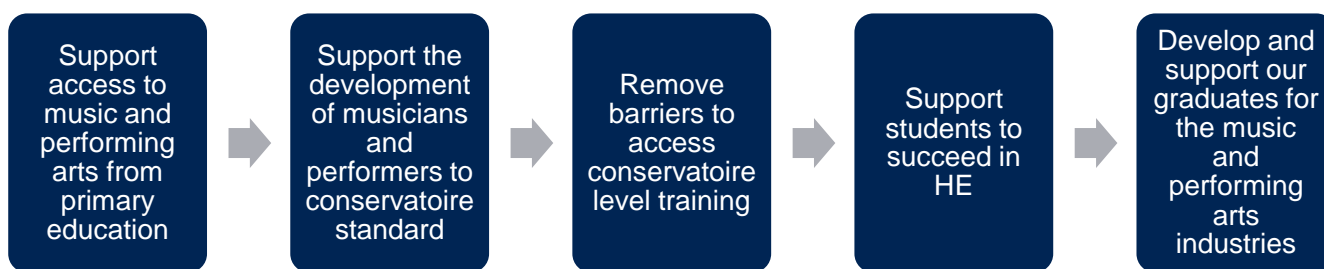 Support
access to
music and
performing
arts from
primary
education
Support the
development
of musicians
and
performers to
conservatoire
standard
Remove
barriers to
access
conservatoire
level training
Support
students to
succeed in
HE
Develop and
support our
graduates for
the music
and
performing
arts
industries